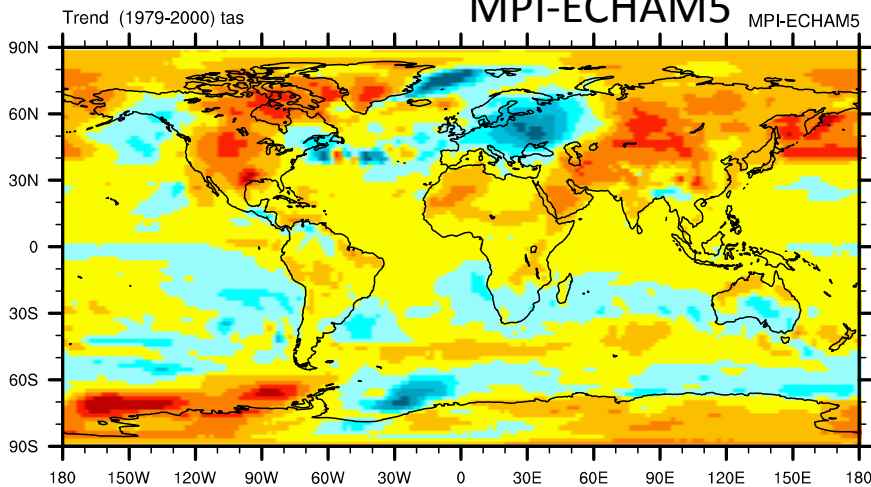 MPI-ECHAM5
Trend (1979-2000) tas
MPI-ECHAM5
90N
60N
30N
0
30S
60S
90S
180 150W 120W 90W 60W 30W 0 30E 60E 90E 120E 150E 180